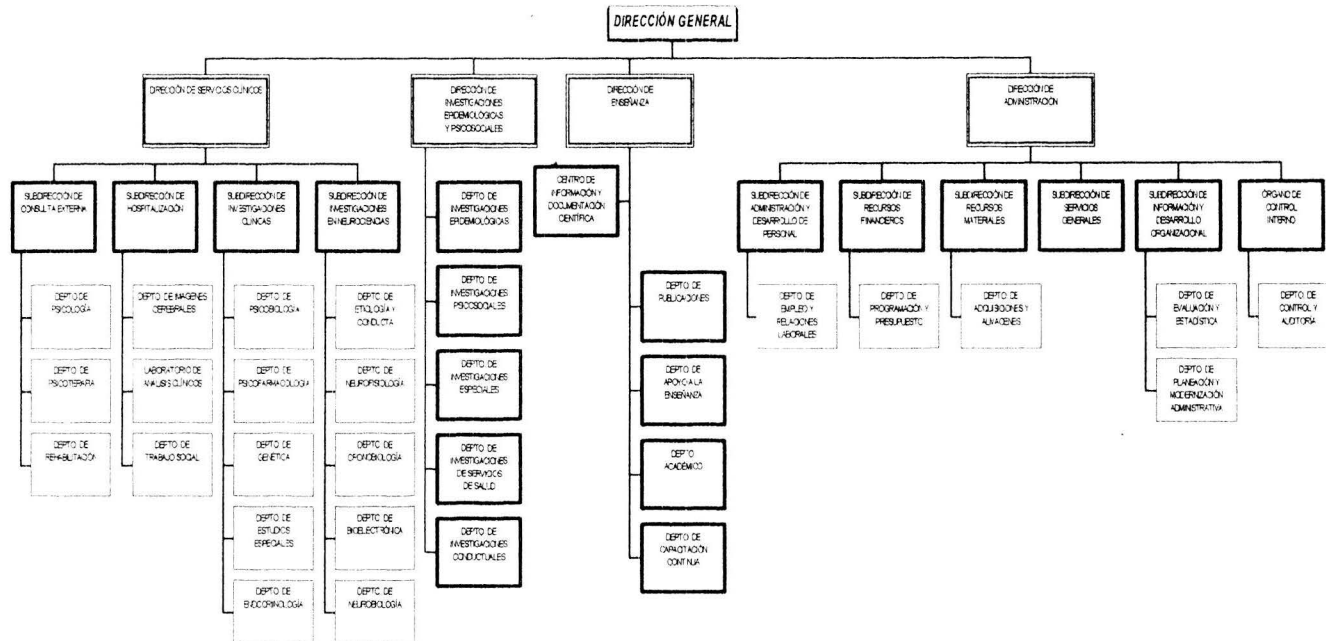 DIRECCIÓN GENERAL
DIRECCIÓN DE SERVICIOS CLÍNICOS
DIRECCIÓN DE
INVESTIGACIONES
EPIDEMIOLÓGICAS
Y PSICOSOCIALES
DIRECCIÓN DE
ENSEÑANZA
DIRECCIÓN DE
ADMINISTRACIÓN
SUBDIRECCIÓN DE
CONSULTA EXTERNA
SUBDIRECCIÓN DE
HOSPITALIZACIÓN
SUBDIRECCIÓN DE
INVESTIGACIONES
CLÍNICAS
SUBDIRECCIÓN DE
INVESTIGACIONES
EN NEUROCIENCIAS
DEPTO DE
INVESTIGACIONES
EPIDEMIOLÓGICAS
CENTRO DE
INFORMACIÓN Y
DOCUMENTACIÓN
CIENTÍFICA
SUBDIRECCIÓN DE
ADMINISTRACIÓN Y
DESARROLLO DE
PERSONAL
SUBDIRECCIÓN DE
RECURSOS
FINANCIEROS
SUBDIRECCIÓN DE
RECURSOS
MATERIALES
SUBDIRECCIÓN DE
SERVICIOS
GENERALES
SUBDIRECCIÓN DE
INFORMACIÓN Y
DESARROLLO
ORGANIZACIONAL
ÓRGANO DE
CONTROL
INTERNO
DEPTO DE
PSICOLOGÍA
DEPTO DE IMAGENES
CEREBRALES
DEPTO DE
PSICOBIOLOGÍA
DEPTO DE
ETIOLOGÍA Y
CONDUCTA
DEPTO DE
INVESTIGACIONES
PSICOSOCIALES
DEPTO DE
PUBLICACIONES
DEPTO DE
EMPLEO Y
RELACIONES
LABORALES
DEPTO DE
PROGRAMACIÓN Y
PRESUPUESTO
DEPTO DE
ADQUISICIONES Y
ALMACENES
DEPTO DE
EVALUACIÓN Y
ESTADÍSTICA
DEPTO DE
CONTROL Y
AUDITORÍA
DEPTO DE
PSICOTERAPIA
LABORATORIO DE
ANALISIS CLÍNICOS
DEPTO DE
PSICOFARMACOLOGÍA
DEPTO DE
NEUROFISIOLOGÍA
DEPTO DE
INVESTIGACIONES
ESPECIALES
DEPTO DE
APOYO A LA
ENSEÑANZA
DEPTO DE
PLANEACIÓN Y
MODERNIZACIÓN
ADMINISTRATIVA
DEPTO DE
REHABILITACIÓN
DEPTO DE
TRABAJO SOCIAL
DEPTO DE
GENÉTICA
DEPTO DE
CRONOBIOLOGÍA
DEPTO DE
INVESTIGACIONES
DE SERVICIOS
DE SALUD
DEPTO
ACADÉMICO
DEPTO DE
ESTUDIOS
ESPECIALES
DEPTO DE
BIOELECTRÓNICA
DEPTO DE
INVESTIGACIONES
CONDUCTUALES
DEPTO DE
CAPACITACIÓN
CONTINUA
DEPTO DE
ENDOCRINOLOGÍA
DEPTO DE
NEUROBIOLOGÍA